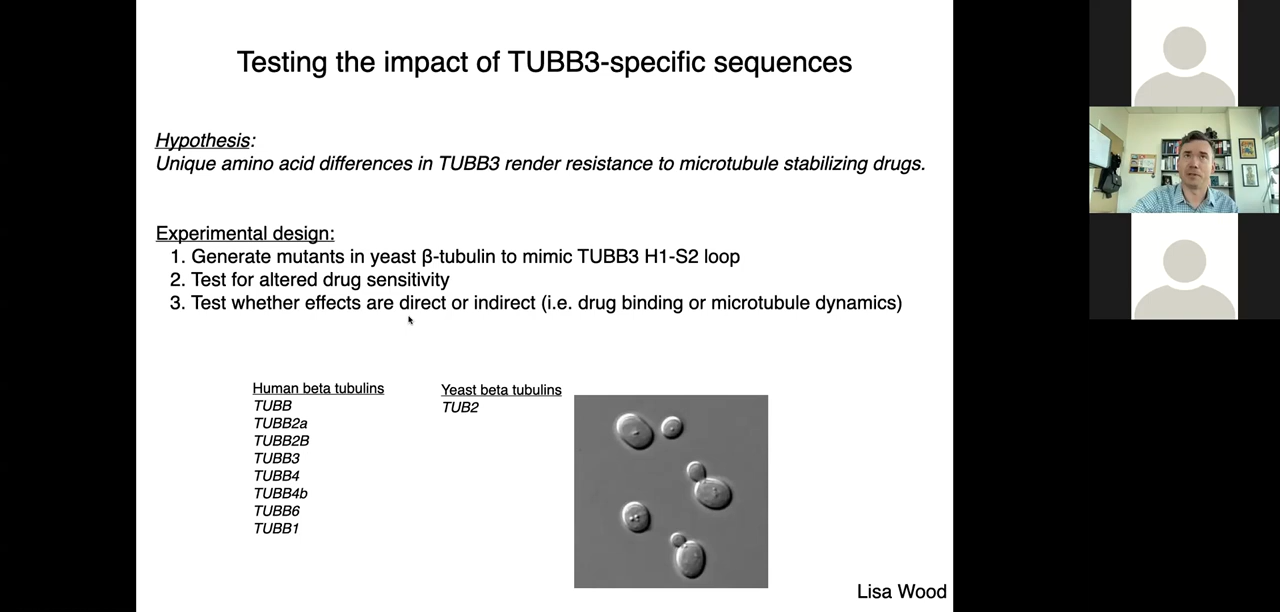 Testing the impact of TUBB3-specific sequences
Hypothesis:
Unique amino acid differences in TUBB3 render resistance to microtubule stabilizing drugs.
Experimental design:
1. Generate mutants in yeast β-tubulin to mimic TUBB3 H1-S2 loop
2. Test for altered drug sensitivity
3. Test whether effects are direct or indirect (i.e. drug binding or microtubule dynamics)
Human beta tubulins
TUBB
TUBB2a
TUBB2B
TUBB3
TUBB4
TUBB4b
TUBB6
TUBB1
Yeast beta tubulins
TUB2
Lisa Wood